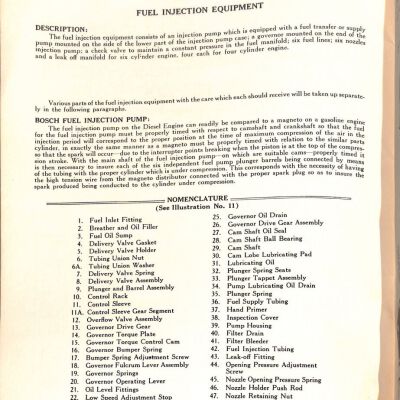 FUEL INJECTION EQUIPMENT
DESCRIPTION:
The fuel injection equipment consists of an injection pump which is equipped with a fuel transfer or supply
pump mounted on the side of the lower part of the injection pump case; a governor mounted on the end of the
injection pump; a check valve to maintain a constant pressure in the fuel manifold; six fuel lines; six nozzles
and a leak off manifold for six cylinder engine, four each for four cylinder engine.
Various parts of the fuel injection equipment with the care which each should receive will be taken up separate-
ly in the following paragraphs.
BOSCH FUEL INJECTION PUMP:
The fuel injection pump on the Diesel Engine can readily be compared to a magneto on a gasoline engine
for the fuel injection pump must be properly timed with respect to camshaft and crankshaft so that the fuel
injection period will correspond to the proper position at the time of maximum compression of the air in the
cylinder, in exactly the same manner as a magneto must be properly timed with relation to the similar parts
so that the spark will occur—due to the interrupter points breaking when the piston is at the top of the compres-
sion stroke. With the main shaft of the fuel injection pump—on which are suitable cams—properly timed it
is then necessary to insure each of the six independent fuel pump plunger barrels being connected by means
of the tubing with the proper cylinder which is under compression. This corresponds with the necessity of having
the high tension wire from the magneto distributor connected with the proper spark plug so as to insure the
spark produced being conducted to the cylinder under compression.
NOMENCLATURE
(See Illustration No. 11)
1. Fuel Inlet Fitting
2. Breather and Oil Filler
3. Fuel Oil Sump
4. Delivery Valve Gasket
5. Delivery Valve Holder
6. Tubing Union Nut
6A. Tubing Union Washer
7. Delivery Valve Spring
8. Delivery Valve Assembly
9. Plunger and Barrel Assembly
10. Control Rack
11. Control Sleeve
11A. Control Sleeve Gear Segment
12. Overflow Valve Assembly
13. Governor Drive Gear
14. Governor Torque Plate
15. Governor Torque Control Cam
16. Governor Bumper Spring
17. Bumper Spring Adjustment Screw
18. Governor Fulcrum Lever Assembly
19. Governor Springs
20. Governor Operating Lever
21. Oil Level Fittings
22. Low Speed Adjustment Stop
25. Governor Oil Drain
26. Governor Drive Gear Assembly
27. Cam Shaft Oil Seal
28. Cam Shaft Ball Bearing
29. Cam Shaft
30. Cam Lobe Lubricating Pad
31. Lubricating Oil
32. Plunger Spring Seats
33. Plunger Tappet Assembly
34. Pump Lubricating Oil Drain
35. Plunger Spring
36. Fuel Supply Tubing
37. Hand Primer
38. Inspection Cover
39. Pump Housing
40. Filter Drain
41. Filter Bleeder
42. Fuel Injection Tubing
43. Leak-off Fitting
44. Opening Pressure Adjustment
Screw
45. Nozzle Opening Pressure Spring
46. Nozzle Holder Push Rod
47. Nozzle Retaining Nut